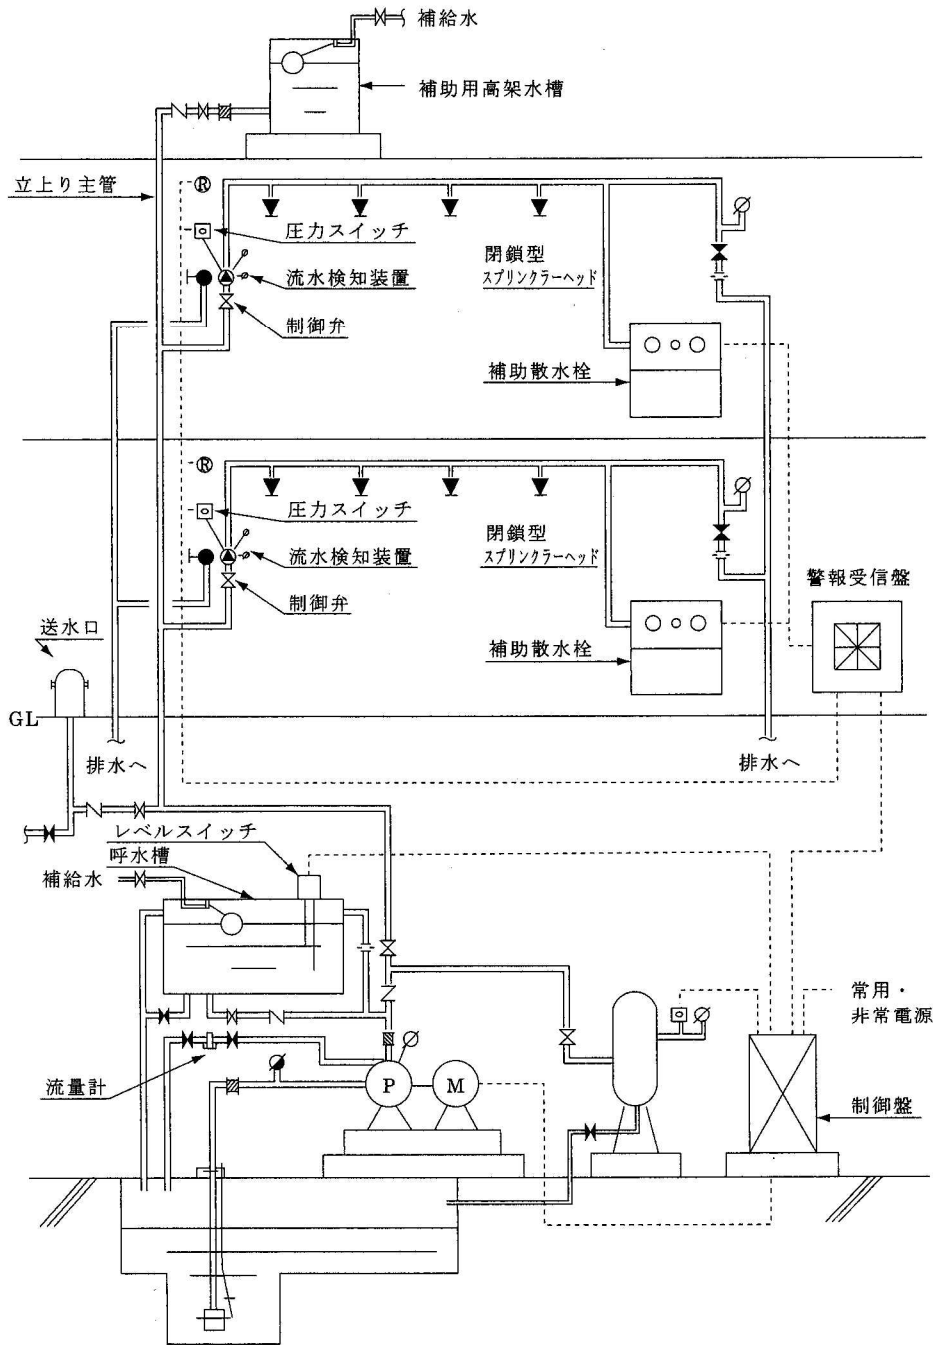 補給水
補助用高架水槽
立上り主管
R
圧力スイッチ
流水検知装置
制御弁
閉鎖型
スプリンクラーヘッド
補助散水栓
R
圧力スイッチ
流水検知装置
制御弁
閉鎖型
スプリンクラーヘッド
補助散水栓
警報受信盤
送水口
GL
排水へ
排水へ
レベルスイッチ
呼水槽
補給水
常用・
非常電源
流量計
P
M
制御盤